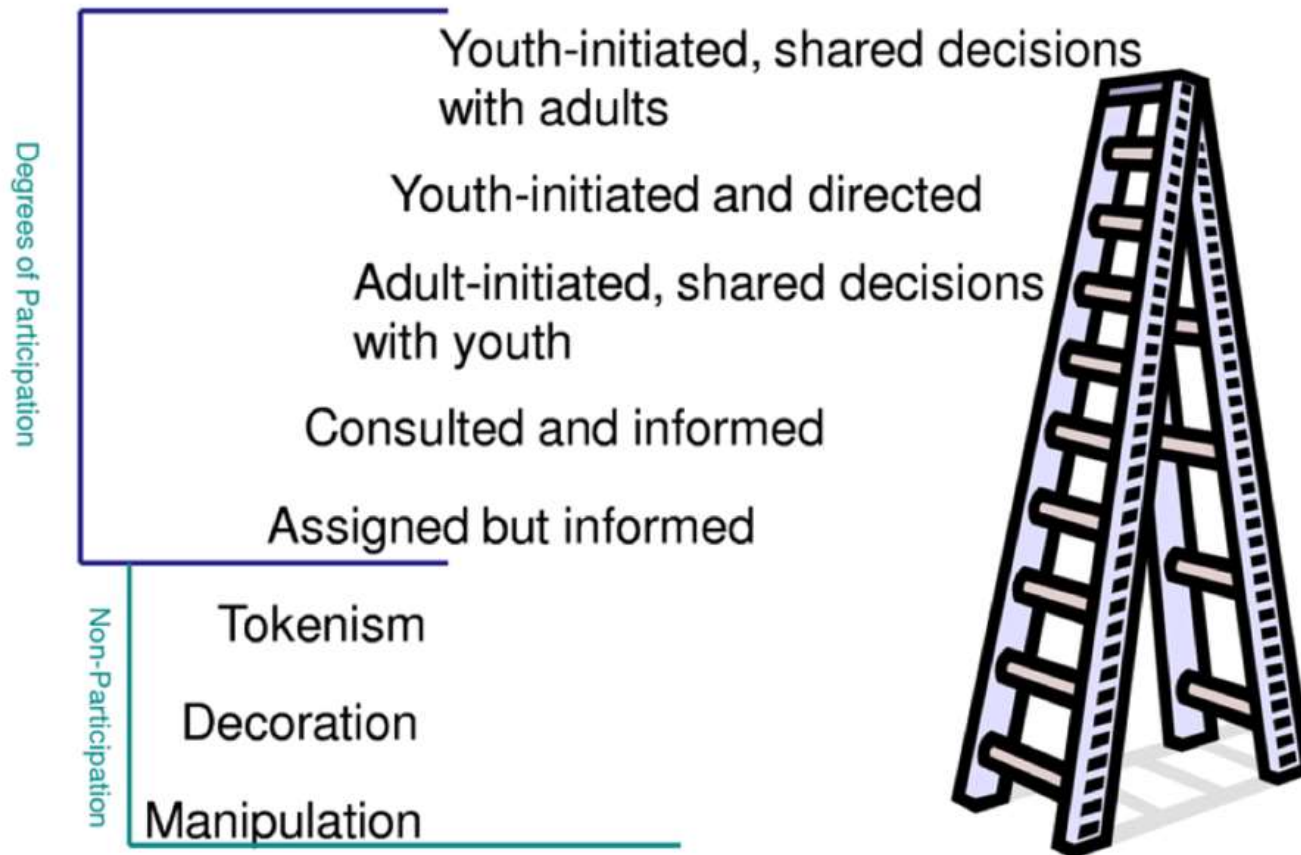 Youth-initiated, shared decisions
with adults
Youth-initiated and directed
Adult-initiated, shared decisions
with youth
Consulted and informed
Assigned but informed
Tokenism
Decoration
Manipulation
Degrees of Participation
Non-Participation